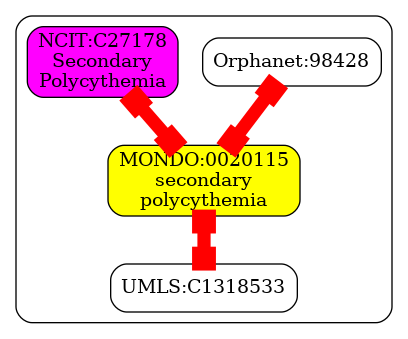 NCIT:C27178
Secondary
Polycythemia
Orphanet:98428
MONDO:0020115
secondary
polycythemia
UMLS:C1318533